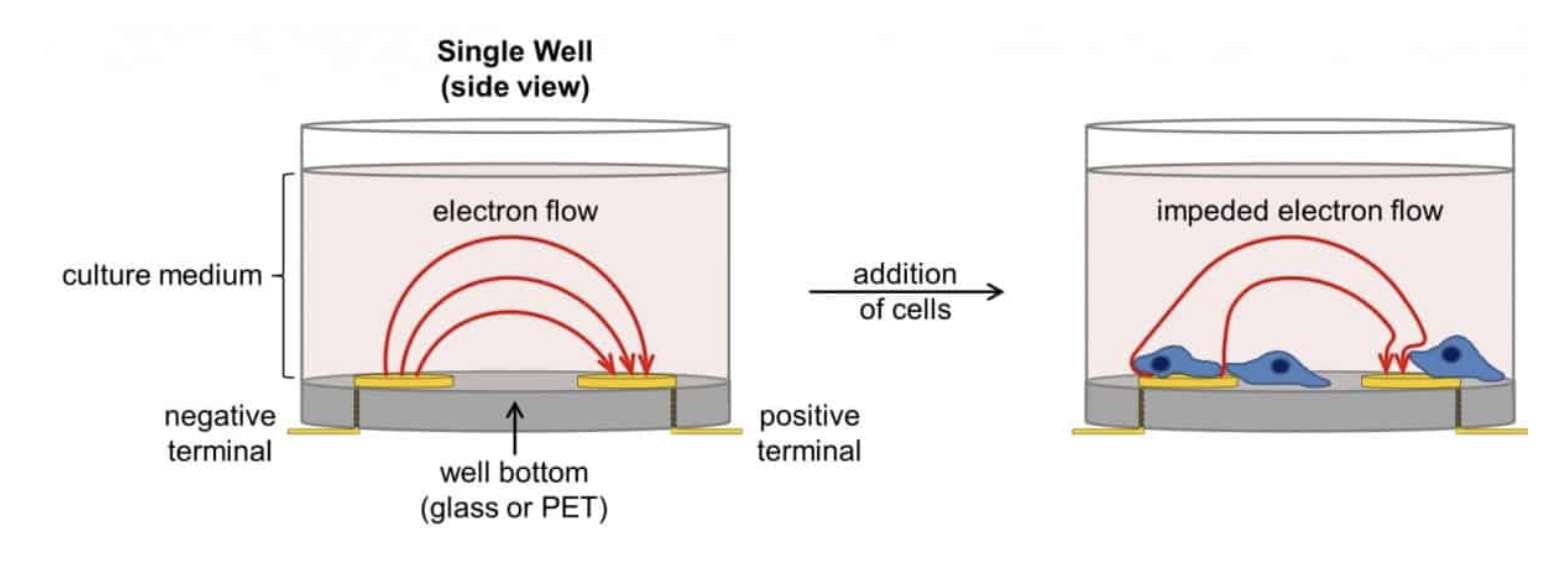 Single Well
(side view)
electron flow
culture medium
negative
terminal
positive
terminal
well bottom
(glass or PET)
addition
of cells
impeded electron flow